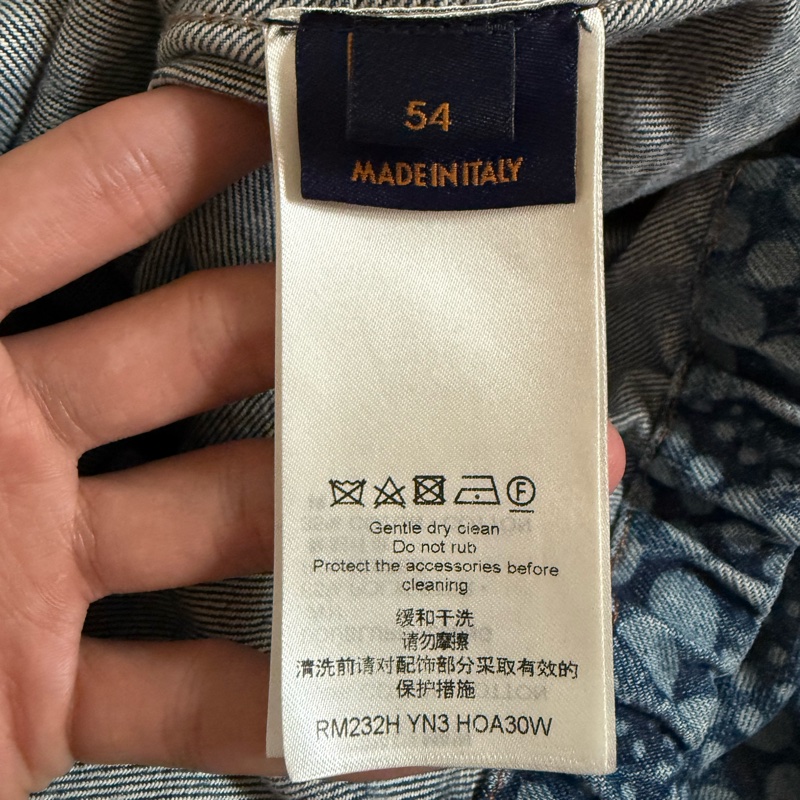 54
MADE IN ITALY
F
Gentle dry clean
Do not rub
Protect the accessories before
cleaning
缓和干洗
请勿摩擦
清洗前请对配饰部分采取有效的
保护措施
RM232H YN3 HOA30W